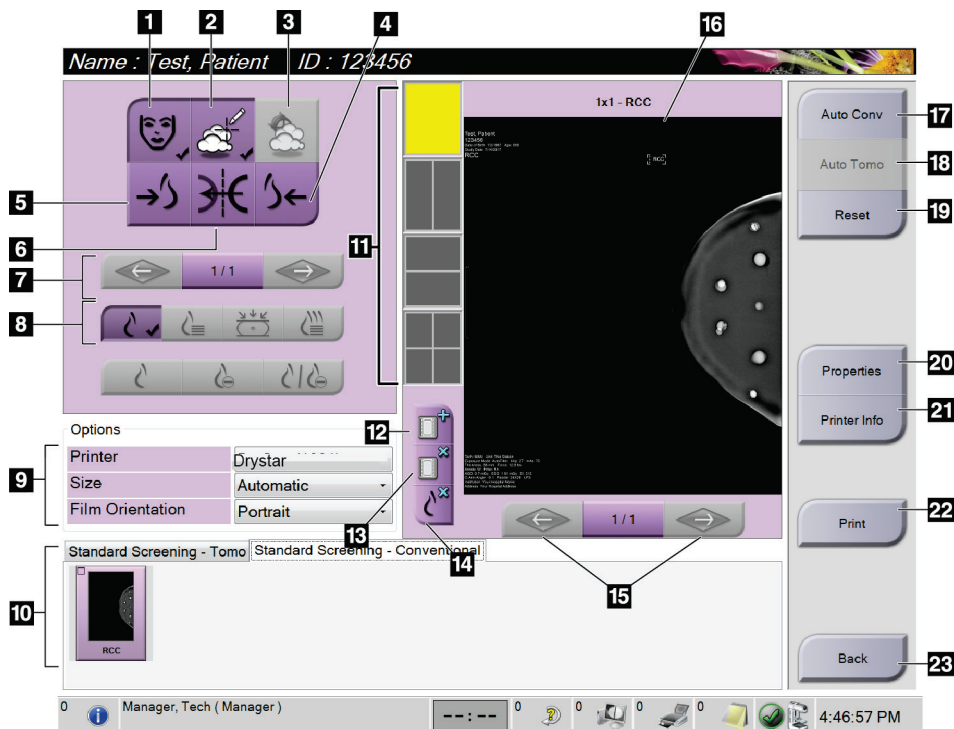 1
2
3
4
16
Name : Test, Patient ID : 123456
1x1 - RCC
Test, Patient
123456
RCC
[RCC]
Auto Conv
17
Auto Tomo
18
Reset
19
5
6
11
7
1/1
8
Properties
20
Printer Info
21
Options
12
9
Printer
Drystar
Size
Automatic
Film Orientation
Portrait
13
14
1/1
15
Print
22
10
Standard Screening - Tomo
Standard Screening - Conventional
RCC
Back
23
0
Manager, Tech ( Manager )
--:--
0
0
0
0
4:46:57 PM